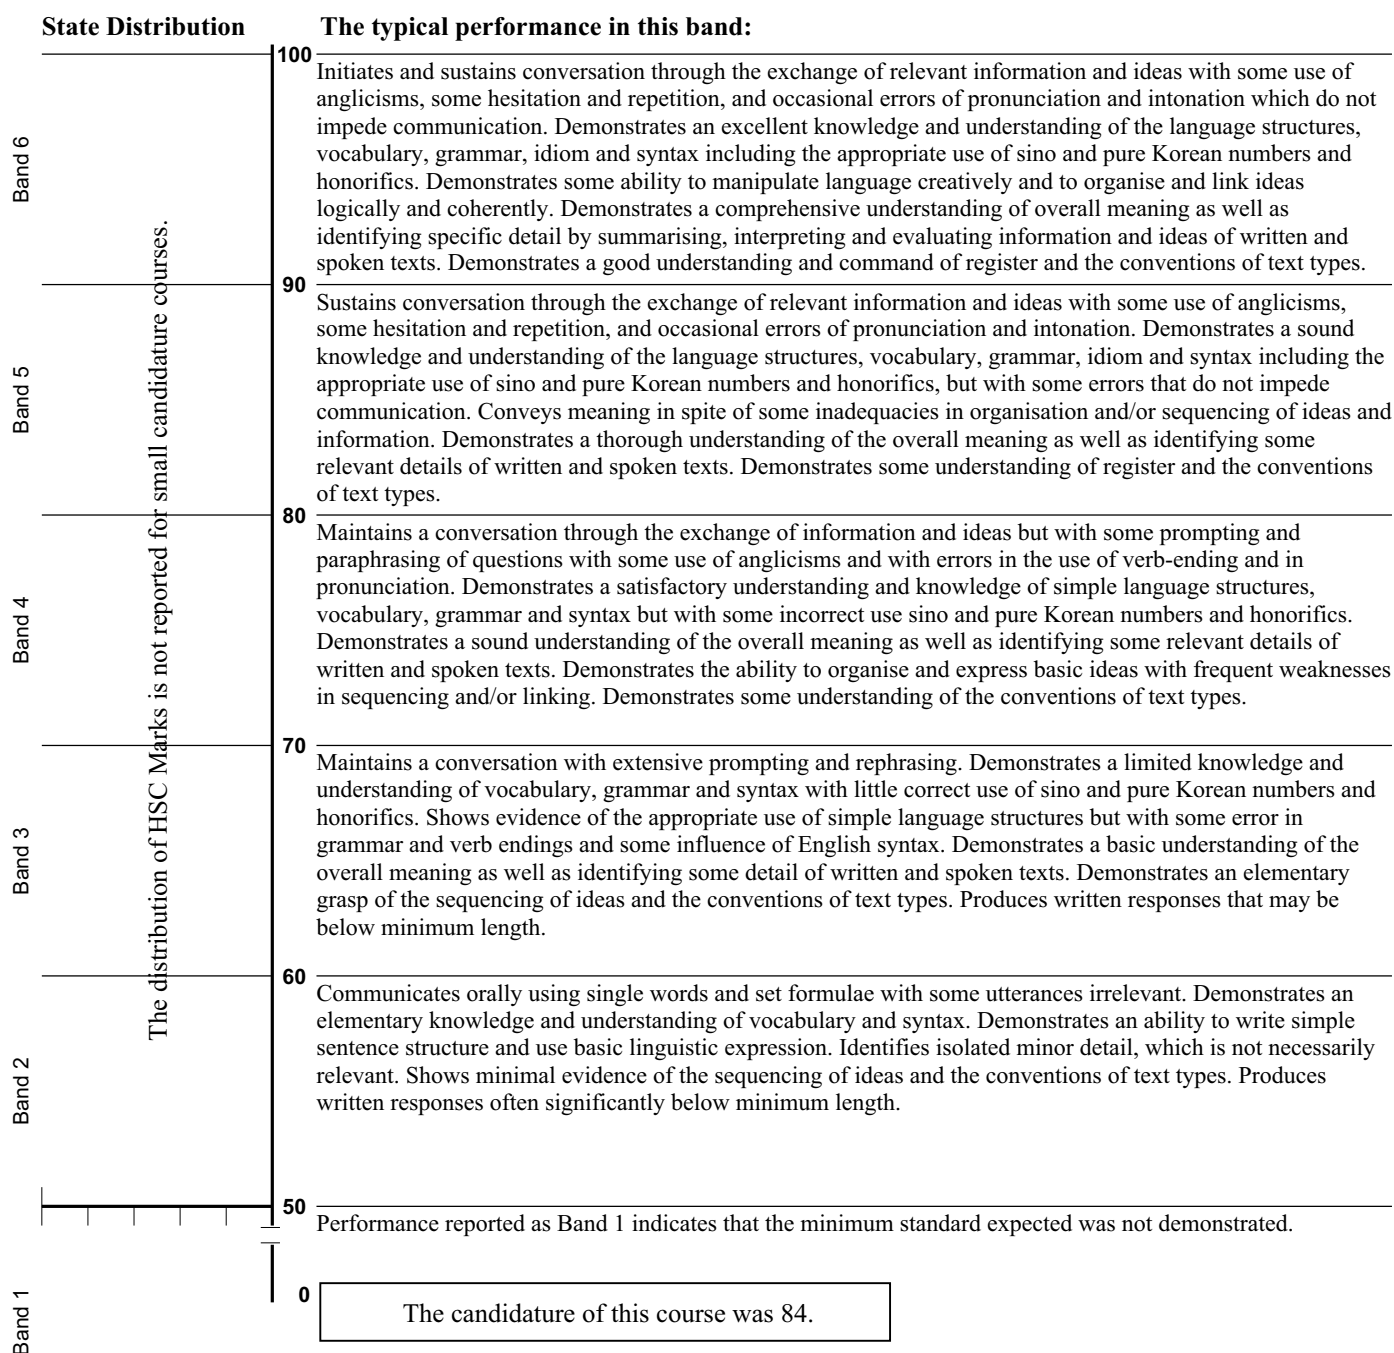 State Distribution
The typical performance in this band:
100
Band 6
Initiates and sustains conversation through the exchange of relevant information and ideas with some use of
anglicisms, some hesitation and repetition, and occasional errors of pronunciation and intonation which do not
impede communication. Demonstrates an excellent knowledge and understanding of the language structures,
vocabulary, grammar, idiom and syntax including the appropriate use of sino and pure Korean numbers and
honorifics. Demonstrates some ability to manipulate language creatively and to organise and link ideas
logically and coherently. Demonstrates a comprehensive understanding of overall meaning as well as
identifying specific detail by summarising, interpreting and evaluating information and ideas of written and
spoken texts. Demonstrates a good understanding and command of register and the conventions of text types.
The distribution of HSC Marks is not reported for small candidature courses.
90
Band 5
Sustains conversation through the exchange of relevant information and ideas with some use of anglicisms,
some hesitation and repetition, and occasional errors of pronunciation and intonation. Demonstrates a sound
knowledge and understanding of the language structures, vocabulary, grammar, idiom and syntax including the
appropriate use of sino and pure Korean numbers and honorifics, but with some errors that do not impede
communication. Conveys meaning in spite of some inadequacies in organisation and/or sequencing of ideas and
information. Demonstrates a thorough understanding of the overall meaning as well as identifying some
relevant details of written and spoken texts. Demonstrates some understanding of register and the conventions
of text types.
80
Band 4
Maintains a conversation through the exchange of information and ideas but with some prompting and
paraphrasing of questions with some use of anglicisms and with errors in the use of verb-ending and in
pronunciation. Demonstrates a satisfactory understanding and knowledge of simple language structures,
vocabulary, grammar and syntax but with some incorrect use sino and pure Korean numbers and honorifics.
Demonstrates a sound understanding of the overall meaning as well as identifying some relevant details of
written and spoken texts. Demonstrates the ability to organise and express basic ideas with frequent weaknesses
in sequencing and/or linking. Demonstrates some understanding of the conventions of text types.
70
Band 3
Maintains a conversation with extensive prompting and rephrasing. Demonstrates a limited knowledge and
understanding of vocabulary, grammar and syntax with little correct use of sino and pure Korean numbers and
honorifics. Shows evidence of the appropriate use of simple language structures but with some error in
grammar and verb endings and some influence of English syntax. Demonstrates a basic understanding of the
overall meaning as well as identifying some detail of written and spoken texts. Demonstrates an elementary
grasp of the sequencing of ideas and the conventions of text types. Produces written responses that may be
below minimum length.
60
Band 2
Communicates orally using single words and set formulae with some utterances irrelevant. Demonstrates an
elementary knowledge and understanding of vocabulary and syntax. Demonstrates an ability to write simple
sentence structure and use basic linguistic expression. Identifies isolated minor detail, which is not necessarily
relevant. Shows minimal evidence of the sequencing of ideas and the conventions of text types. Produces
written responses often significantly below minimum length.
50
Performance reported as Band 1 indicates that the minimum standard expected was not demonstrated.
Band 1
0
The candidature of this course was 84.